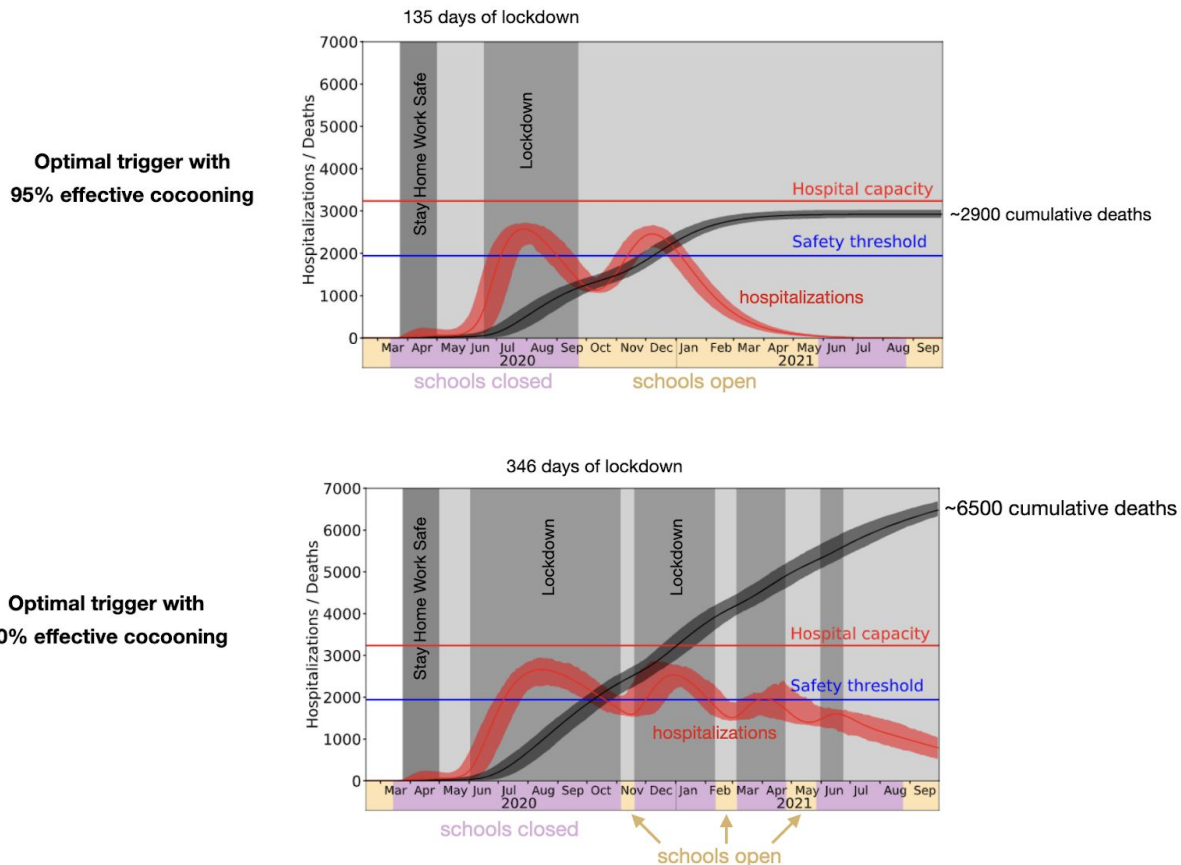 135 days of lockdown
Optimal trigger with
95% effective cocooning
Hospitalizations / Deaths
7000
6000
5000
4000
3000
2000
1000
0
Stay Home Work Safe
Lockdown
Hospital capacity
~2900 cumulative deaths
Safety threshold
hospitalizations
Mar Apr May Jun Jul Aug Sep Oct Nov Dec Jan Feb Mar Apr May Jun Jul Aug Sep
2020 2021
schools closed schools open
346 days of lockdown
Optimal trigger with
0% effective cocooning
Hospitalizations / Deaths
7000
6000
5000
4000
3000
2000
1000
0
Stay Home Work Safe
Lockdown
Lockdown
~6500 cumulative deaths
Hospital capacity
Safety threshold
hospitalizations
Mar Apr May Jun Jul Aug Sep Oct Nov Dec Jan Feb Mar Apr May Jun Jul Aug Sep
2020 2021
schools closed
schools open